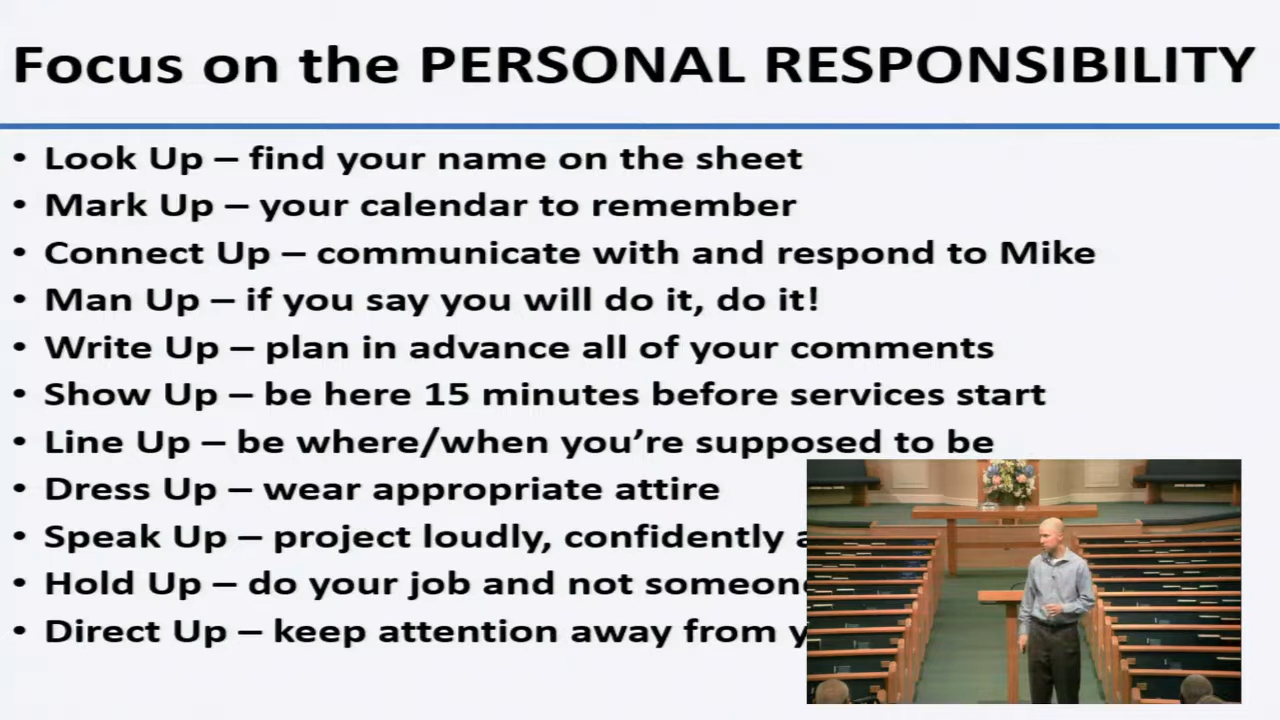 Focus on the PERSONAL RESPONSIBILITY
• Look Up – find your name on the sheet
• Mark Up – your calendar to remember
• Connect Up – communicate with and respond to Mike
• Man Up – if you say you will do it, do it!
• Write Up – plan in advance all of your comments
• Show Up – be here 15 minutes before services start
• Line Up – be where/when you’re supposed to be
• Dress Up – wear appropriate attire
• Speak Up – project loudly, confidently
• Hold Up – do your job and not
• Direct Up – keep attention away from